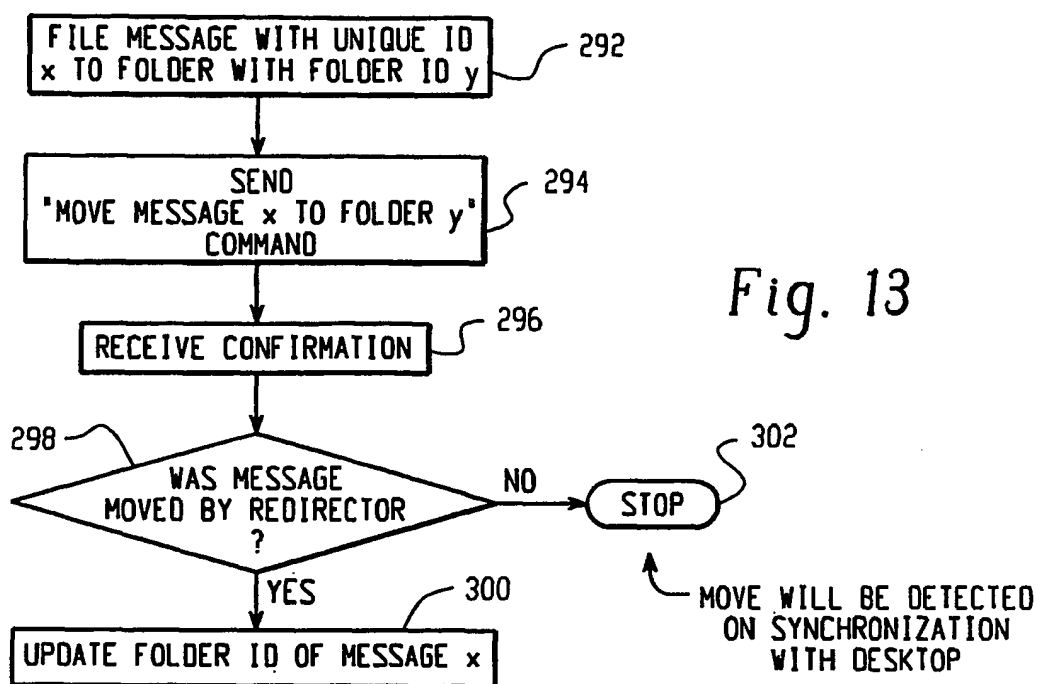 FILE MESSAGE WITH UNIQUE ID
x TO FOLDER WITH FOLDER ID y
292
SEND
"MOVE MESSAGE x TO FOLDER y"
COMMAND
294
RECEIVE CONFIRMATION
296
Fig. 13
298
WAS MESSAGE
MOVED BY REDIRECTOR
?
NO
STOP
302
YES
300
UPDATE FOLDER ID OF MESSAGE x
MOVE WILL BE DETECTED
ON SYNCHRONIZATION
WITH DESKTOP